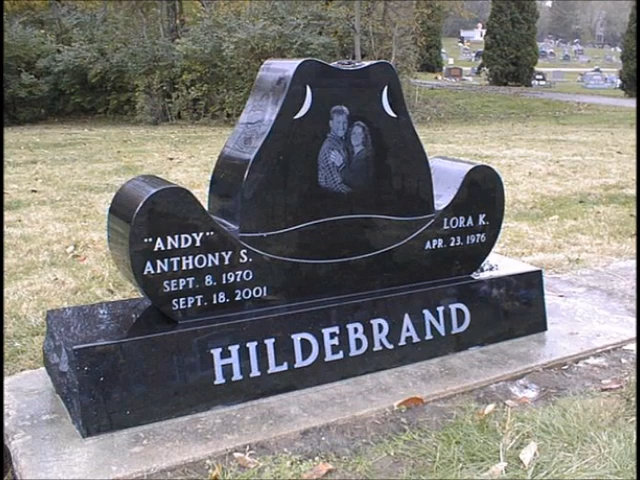 "ANDY"
ANTHONY S.
SEPT. 8. 1970
SEPT. 18. 2001
LORA K.
APR. 23. 1976
HILDEBRAND